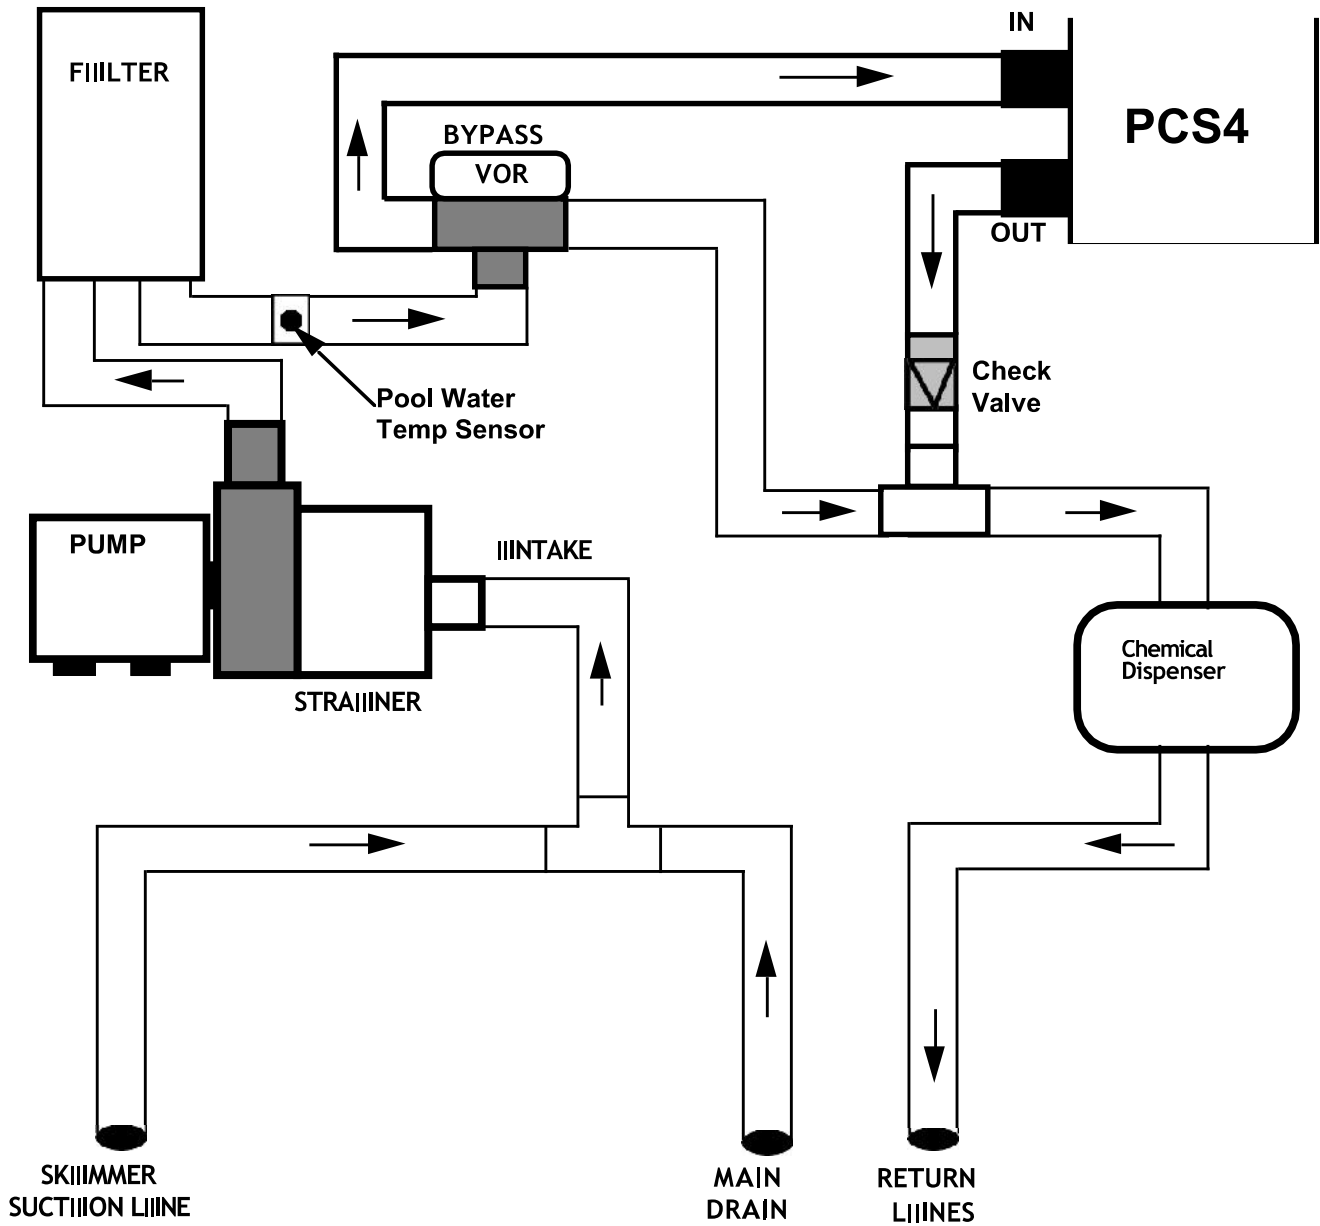 IN
FIIILTER
PCS4
BYPASS
VOR
OUT
Check
Valve
Pool Water
Temp Sensor
PUMP
IIINTAKE
Chemical
Dispenser
STRAIIINER
SKIIIMMER
SUCTIIION LIIINE
MAIN
DRAIN
RETURN
LIIINES